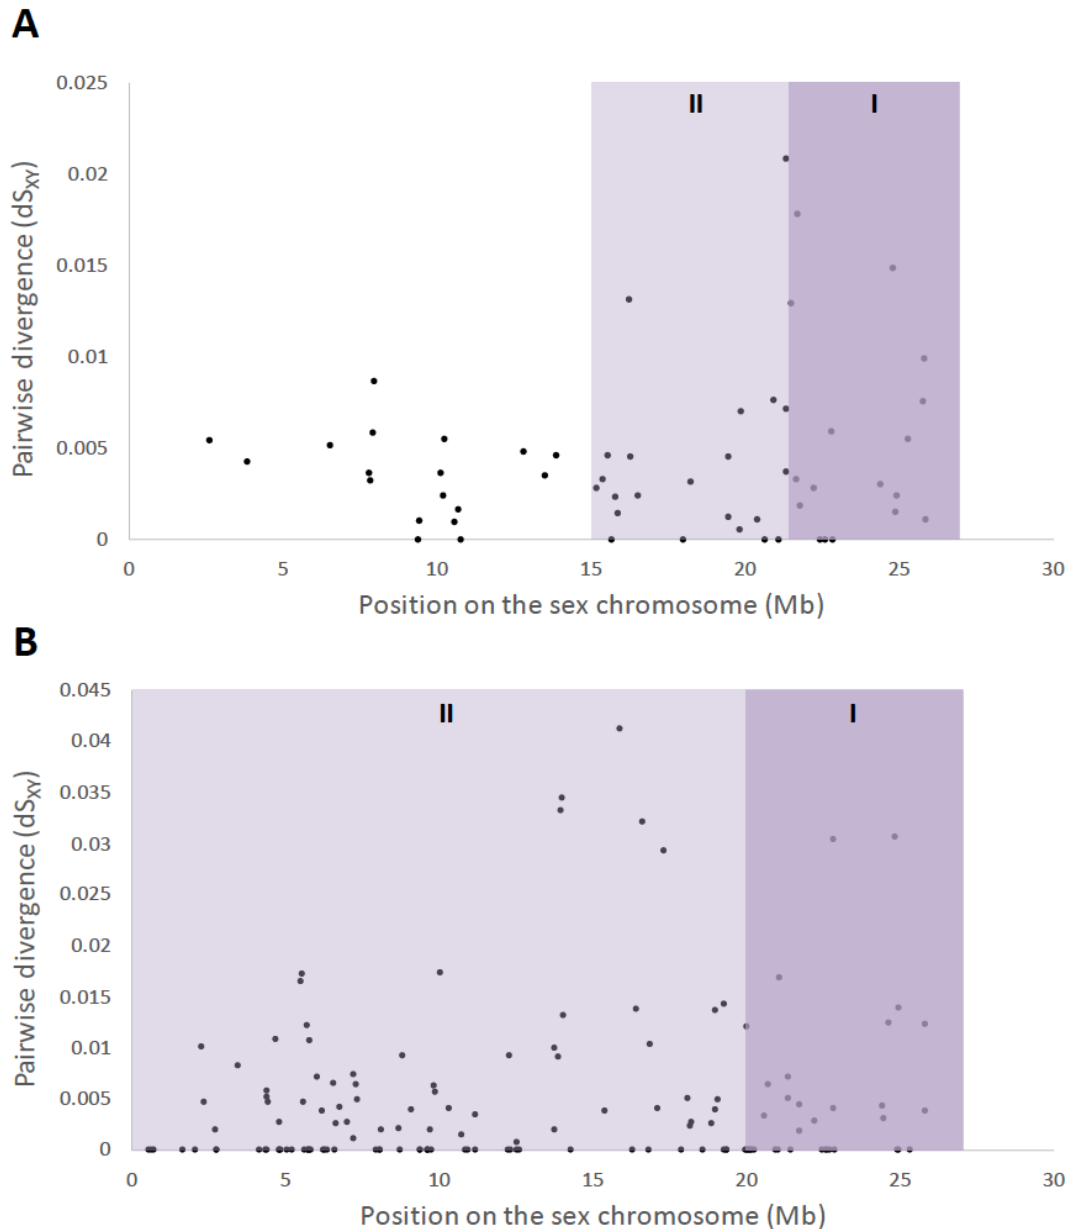 A
0.025
II
I
0.02
0.015
0.01
0.005
0
Pairwise divergence (dSXY)
0 5 10 15 20 25 30
Position on the sex chromosome (Mb)
B
0.045
II
I
0.04
0.035
0.03
0.025
0.02
0.015
0.01
0.005
0
Pairwise divergence (dSXY)
0 5 10 15 20 25 30
Position on the sex chromosome (Mb)